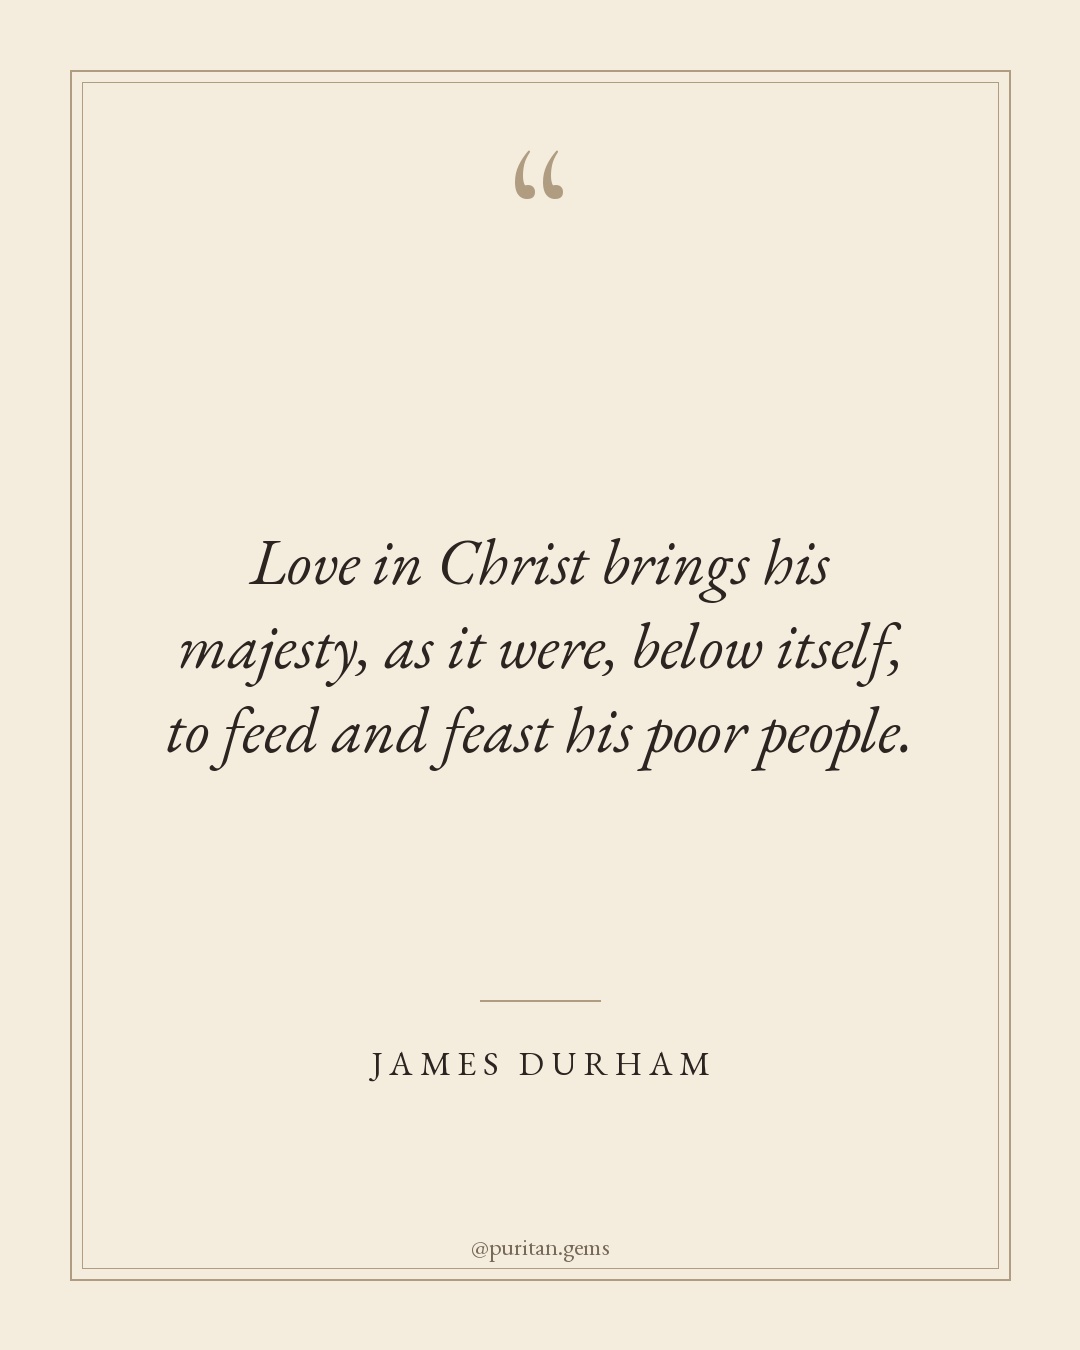 “
Love in Christ brings his
majesty, as it were, below itself,
to feed and feast his poor people.
JAMES DURHAM
@puritan.gems